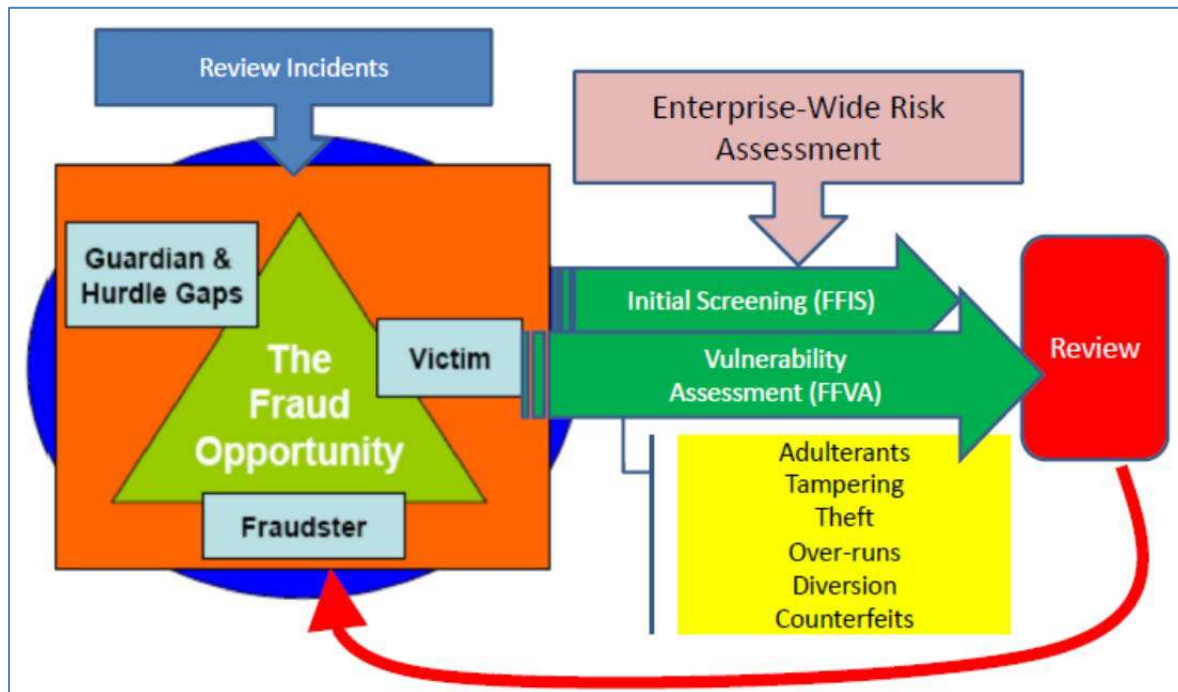 Review Incidents
Enterprise-Wide Risk
Assessment
Guardian &
Hurdle Gaps
The
Fraud
Opportunity
Victim
Fraudster
Initial Screening (FFIS)
Vulnerability
Assessment (FFVA)
Review
Adulterants
Tampering
Theft
Over-runs
Diversion
Counterfeits